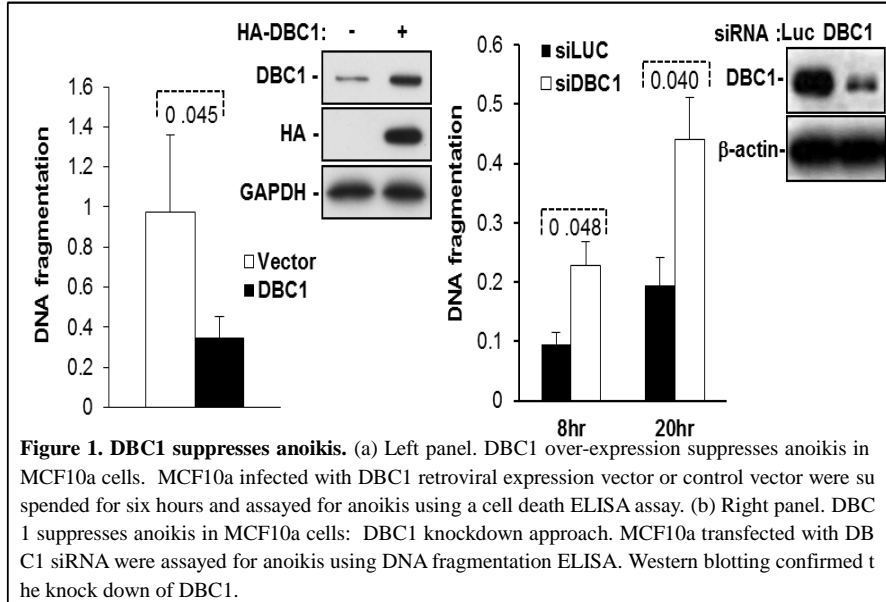 HA-DBC1: - +
DBC1 -
HA -
GAPDH -
DNA fragmentation
1.6
1.4
1.2
1
0.8
0.6
0.4
0.2
0
0 .045
Vector
DBC1
siRNA :Luc DBC1
DBC1-
β-actin-
DNA fragmentation
0.6
0.5
0.4
0.3
0.2
0.1
0
siLUC
siDBC1
0 .048
0.040
8hr 20hr
Figure 1. DBC1 suppresses anoikis. (a) Left panel. DBC1 over-expression suppresses anoikis in
MCF10a cells. MCF10a infected with DBC1 retroviral expression vector or control vector were su
spended for six hours and assayed for anoikis using a cell death ELISA assay. (b) Right panel. DBC
1 suppresses anoikis in MCF10a cells: DBC1 knockdown approach. MCF10a transfected with DB
C1 siRNA were assayed for anoikis using DNA fragmentation ELISA. Western blotting confirmed t
he knock down of DBC1.